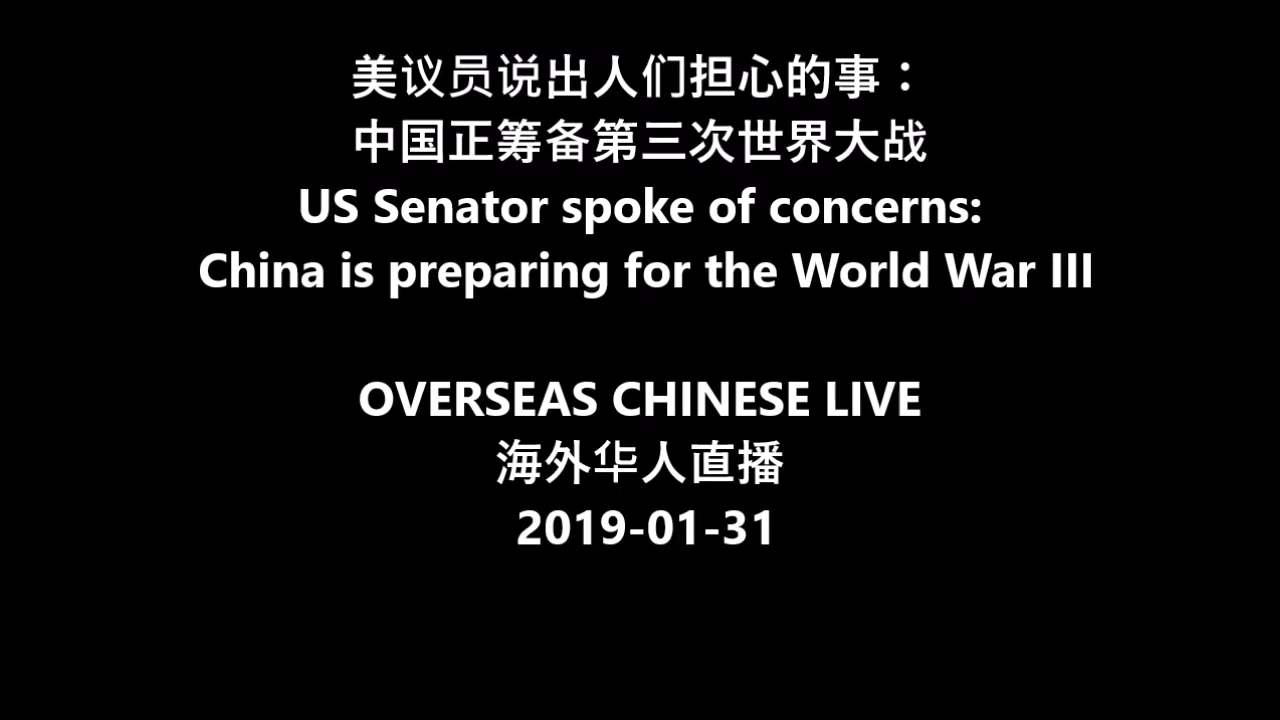 美议员说出人们担心的事：
中国正筹备第三次世界大战
US Senator spoke of concerns:
China is preparing for the World War III
OVERSEAS CHINESE LIVE
海外华人直播
2019-01-31